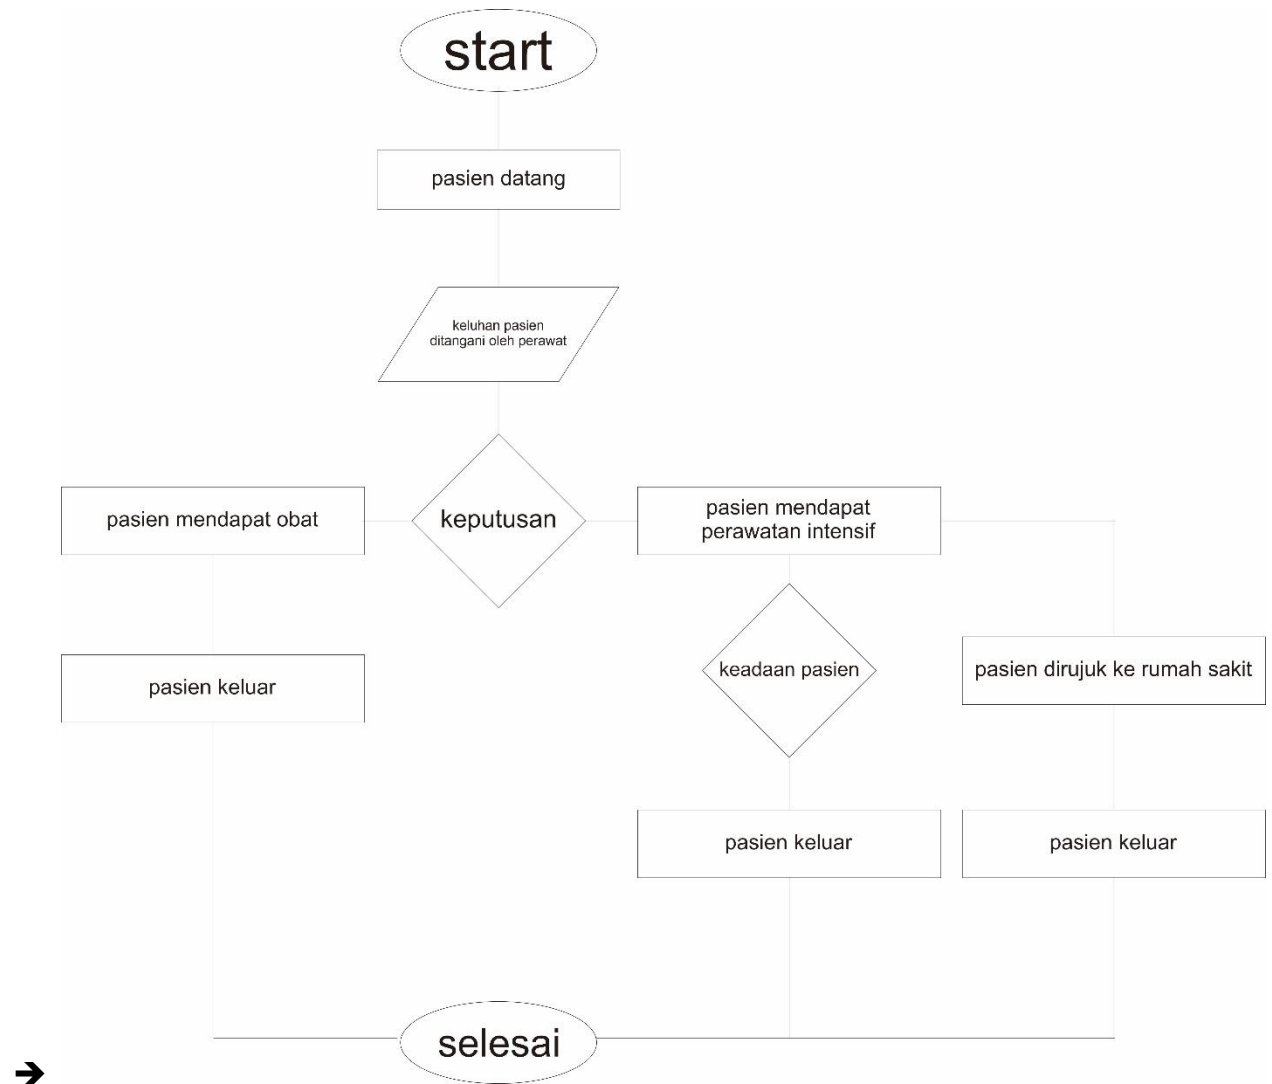 start
pasien datang
keluhan pasien
ditangani oleh perawat
keputusan
pasien mendapat obat
pasien mendapat
perawatan intensif
keadaan pasien
pasien dirujuk ke rumah sakit
pasien keluar
pasien keluar
pasien keluar
selesai